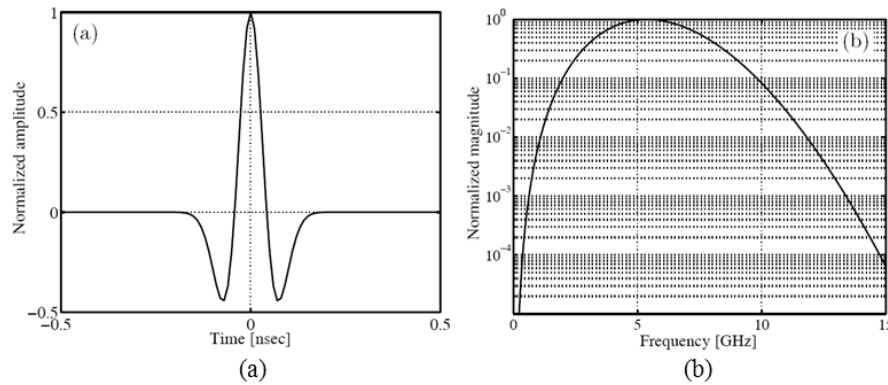 (a)
Normalized amplitude
1
0.5
0
−0.5
−0.5
0
0.5
Time [nsec]
(a)
(b)
Normalized magnitude
10^0
10^-1
10^-2
10^-3
10^-4
0
5
10
15
Frequency [GHz]
(b)